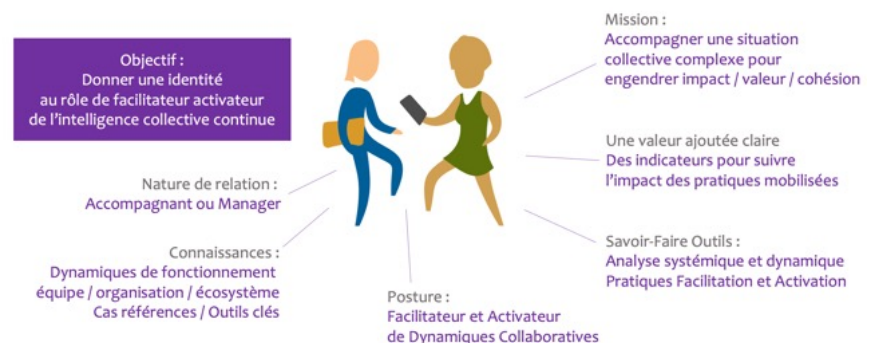 Objectif :
Donner une identité
au rôle de facilitateur activateur
de l'intelligence collective continue
Mission :
Accompagner une situation
collective complexe pour
engendrer impact / valeur / cohésion
Une valeur ajoutée claire
Des indicateurs pour suivre
l'impact des pratiques mobilisées
Nature de relation :
Accompagnant ou Manager
Connaissances :
Dynamiques de fonctionnement
équipe / organisation / écosystème
Cas références / Outils clés
Posture :
Facilitateur et Activateur
de Dynamiques Collaboratives
Savoir-Faire Outils :
Analyse systémique et dynamique
Pratiques Facilitation et Activation